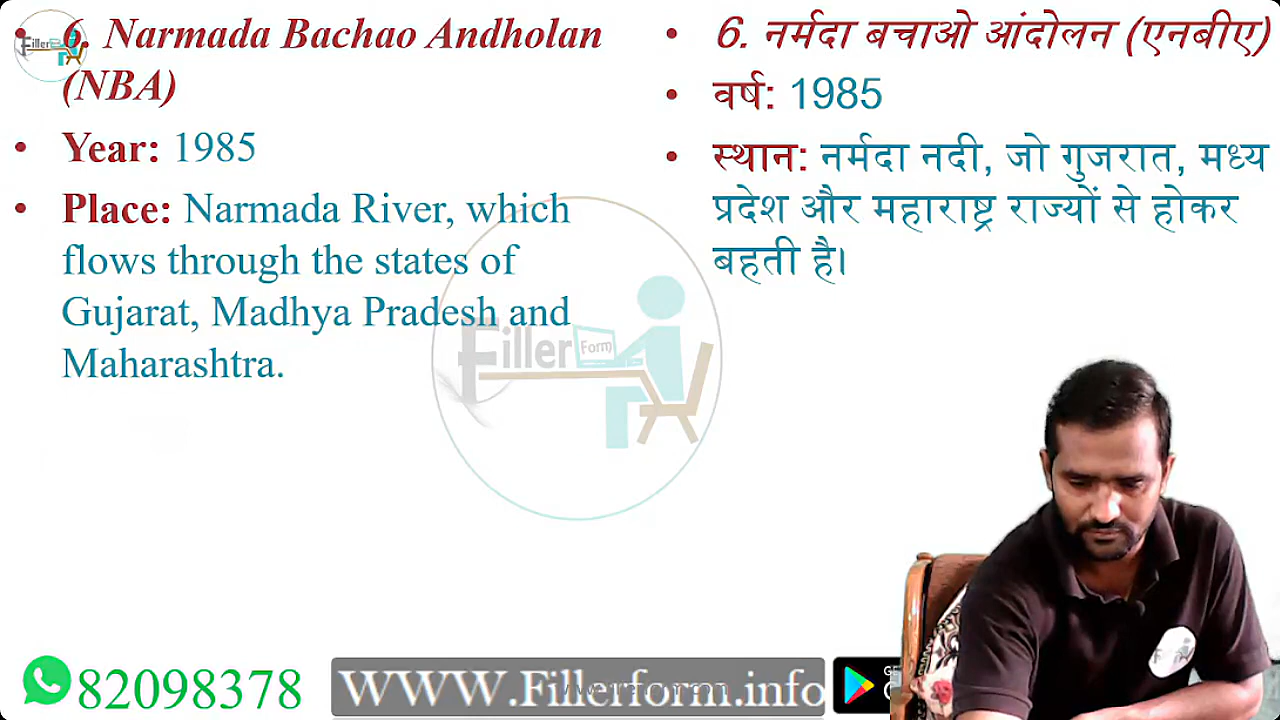 6. Narmada Bachao Andholan
(NBA)
Year: 1985
Place: Narmada River, which
flows through the states of
Gujarat, Madhya Pradesh and
Maharashtra.
6. नर्मदा बचाओ आंदोलन (एनबीए)
वर्ष: 1985
स्थान: नर्मदा नदी, जो गुजरात, मध्य
प्रदेश और महाराष्ट्र राज्यों से होकर
बहती है।
Filler Form
82098378
www.Fillerform.info